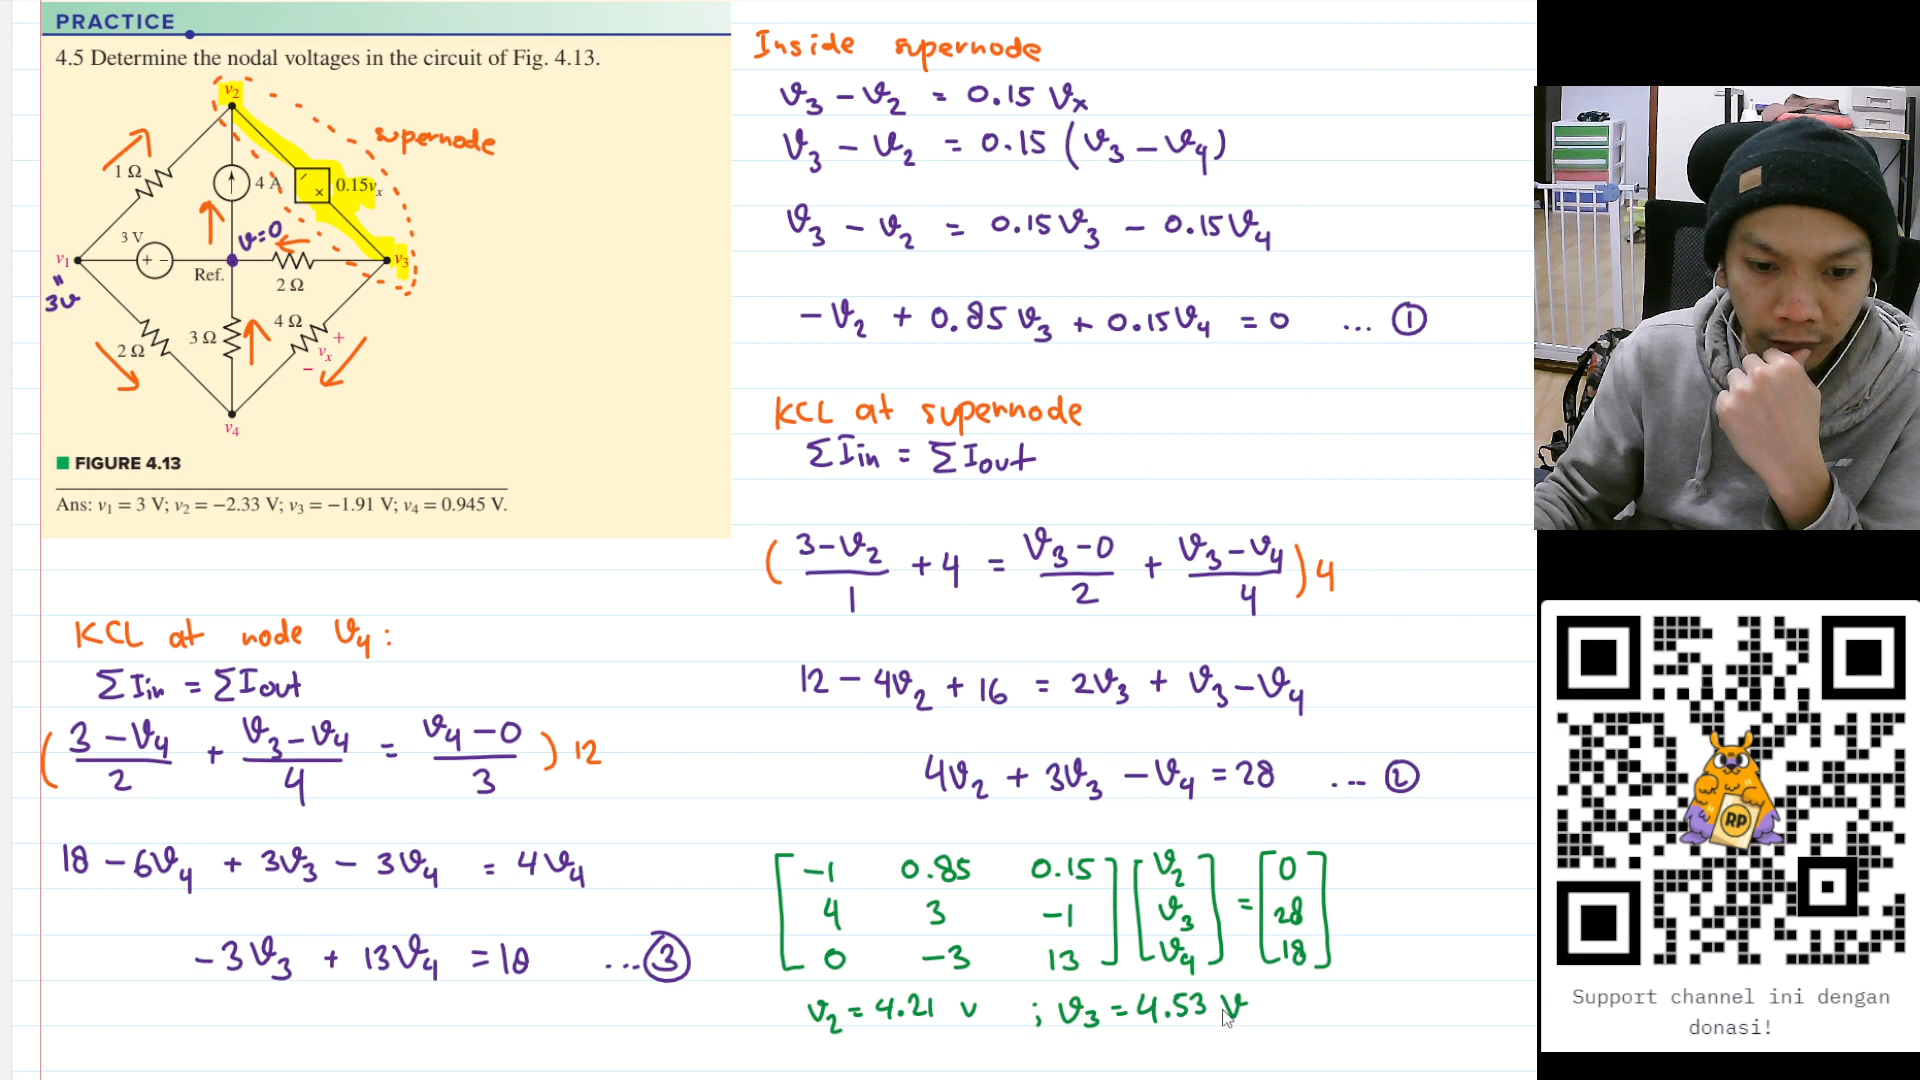 PRACTICE
4.5 Determine the nodal voltages in the circuit of Fig. 4.13.
v2
supernode
1 Ω
4 A
0.15vx
3 V
v=0
v1
+ −
Ref.
v3
= 3v
2 Ω
3 Ω
4 Ω
+
vx
−
2 Ω
v4
FIGURE 4.13
Ans: v1 = 3 V; v2 = −2.33 V; v3 = −1.91 V; v4 = 0.945 V.
KCL at node V4:
ΣIin = ΣIout
( (3−V4)/2 + (V3−V4)/4 = (V4−0)/3 ) 12
18 − 6V4 + 3V3 − 3V4 = 4V4
−3V3 + 13V4 = 18 ...③
Inside supernode
V3 − V2 = 0.15 Vx
V3 − V2 = 0.15 (V3 − V4)
V3 − V2 = 0.15V3 − 0.15V4
−V2 + 0.85V3 + 0.15V4 = 0 ... ①
KCL at supernode
ΣIin = ΣIout
( (3−V2)/1 + 4 = (V3−0)/2 + (V3−V4)/4 ) 4
12 − 4V2 + 16 = 2V3 + V3 − V4
4V2 + 3V3 − V4 = 28 ... ②
[ −1 0.85 0.15 ] [ V2 ] = [ 0 ]
[ 4 3 −1 ] [ V3 ] = [ 28 ]
[ 0 −3 13 ] [ V4 ] = [ 18 ]
V2 = 4.21 V ; V3 = 4.53 V
RP
Support channel ini dengan
donasi!